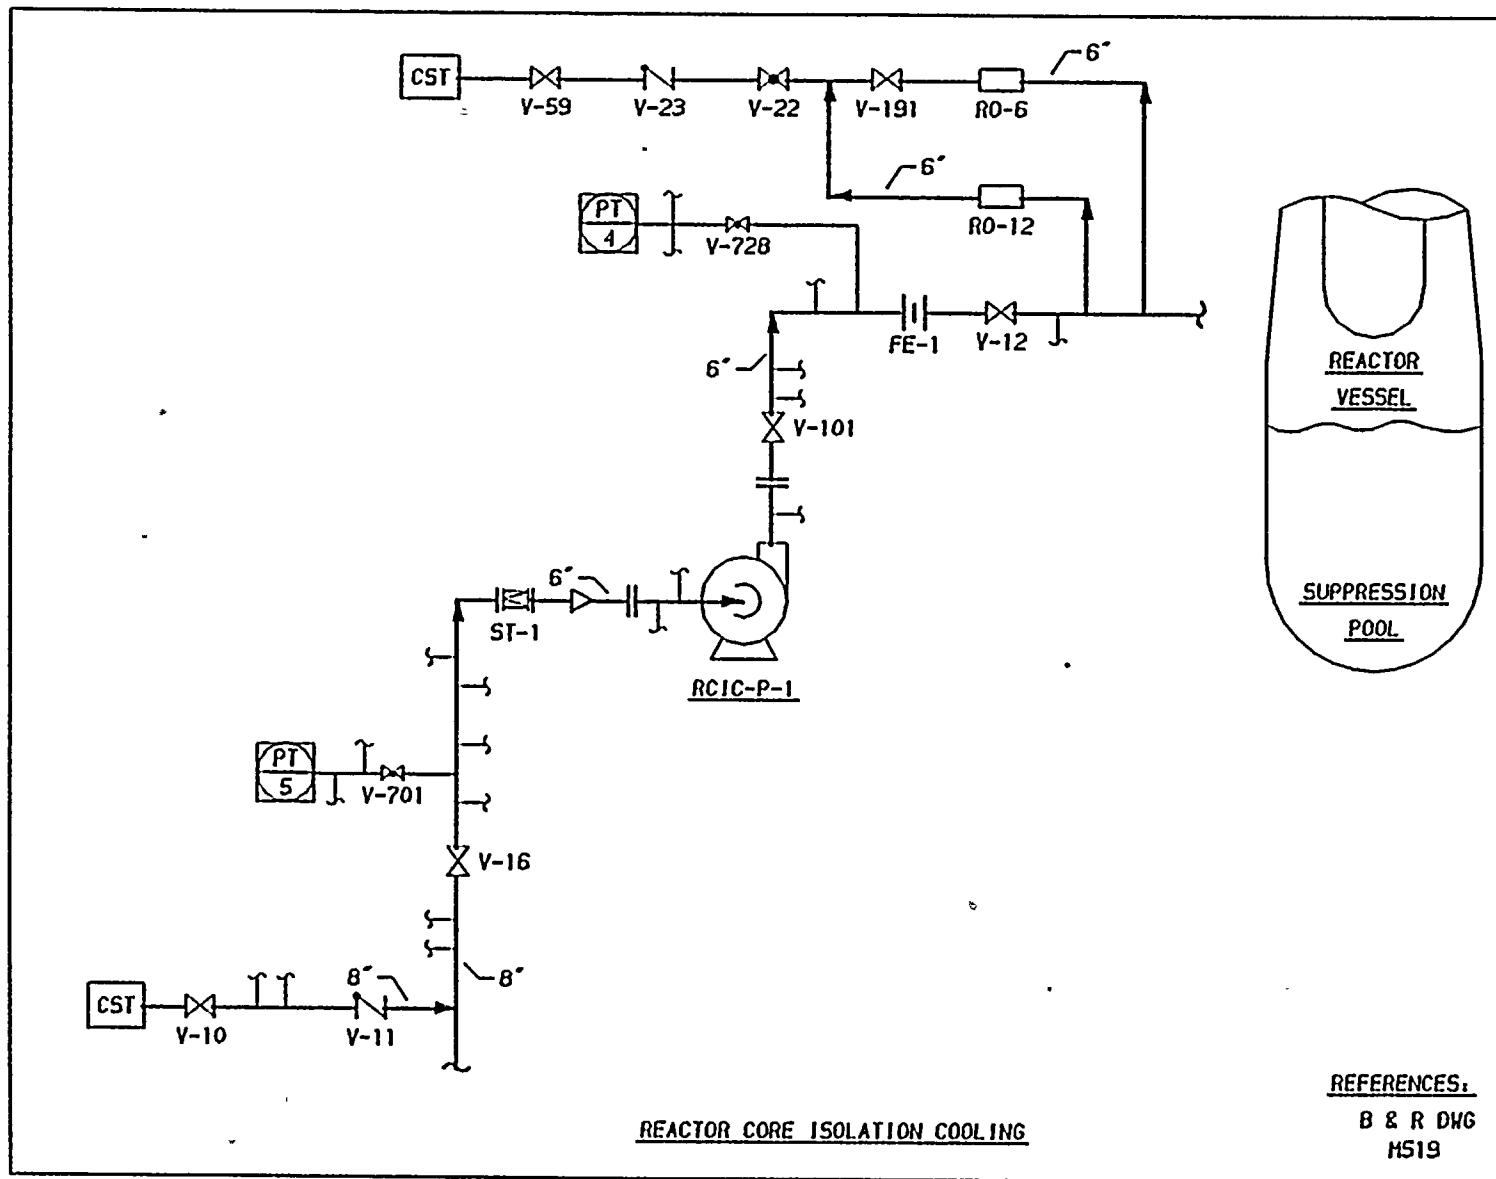 6"
CST
V-59
V-23
V-22
V-191
RO-6
6"
PT
4
V-728
RO-12
FE-1
V-12
6"
V-101
REACTOR
VESSEL
6"
ST-1
RCIC-P-1
SUPPRESSION
POOL
PT
5
V-701
V-16
8"
8"
CST
V-10
V-11
REFERENCES:
B & R DWG
M519
REACTOR CORE ISOLATION COOLING